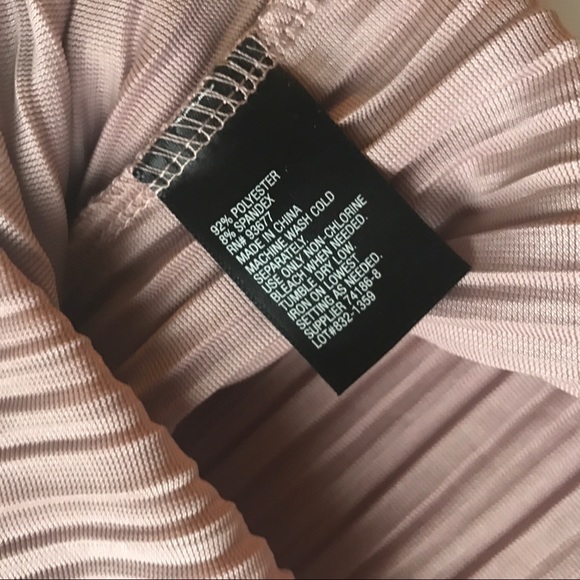 92% POLYESTER
8% SPANDEX
RN# 93677
MADE IN CHINA
MACHINE WASH COLD
SEPARATELY.
USE ONLY NON-CHLORINE
BLEACH WHEN NEEDED.
TUMBLE DRY LOW.
IRON ON LOWEST
SETTING AS NEEDED.
SUPPLIER 74186-8
LOT#832-1359